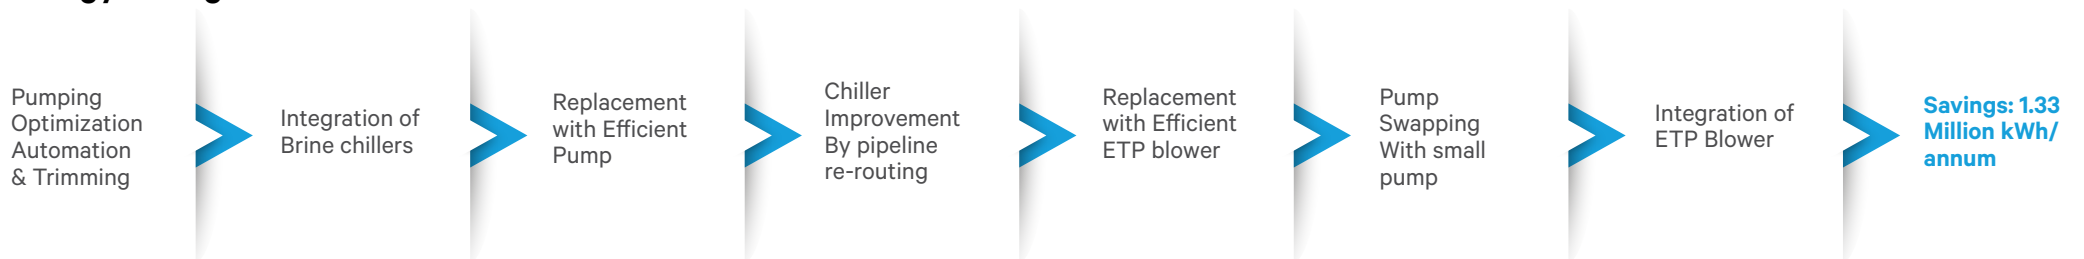 Pumping
Optimization
Automation
& Trimming
Integration of
Brine chillers
Replacement
with Efficient
Pump
Chiller
Improvement
By pipeline
re-routing
Replacement
with Efficient
ETP blower
Pump
Swapping
With small
pump
Integration of
ETP Blower
Savings: 1.33
Million kWh/
annum